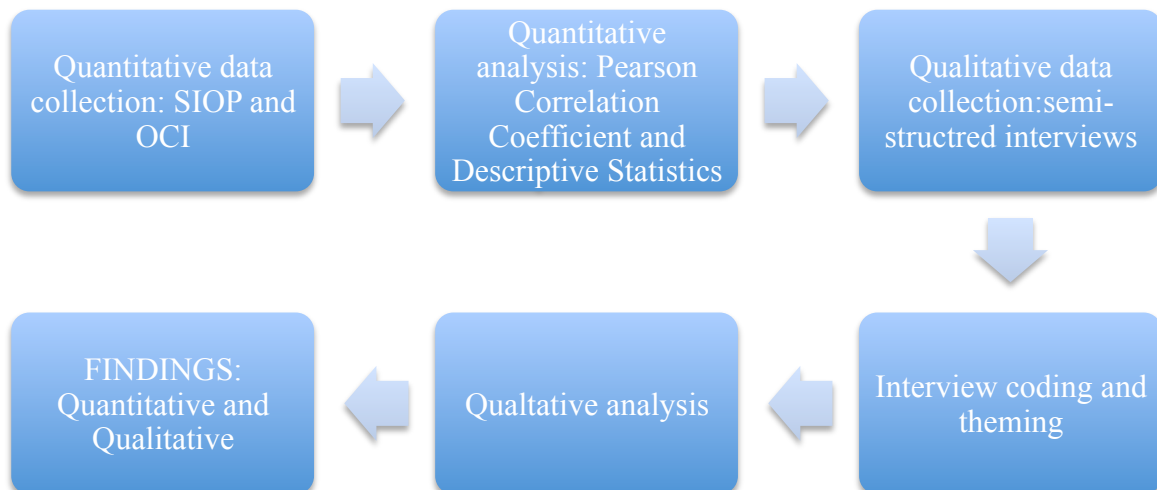 Quantitative data
collection: SIOP and
OCI
Quantitative
analysis: Pearson
Correlation
Coefficient and
Descriptive Statistics
Qualitative data
collection:semi-
structred interviews
Interview coding and
theming
Qualtative analysis
FINDINGS:
Quantitative and
Qualitative